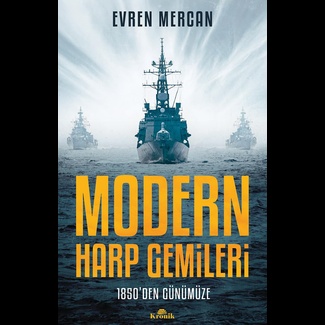 EVREN MERCAN
MODERN
HARP GEMİLERİ
1850'DEN GÜNÜMÜZE
Kronik